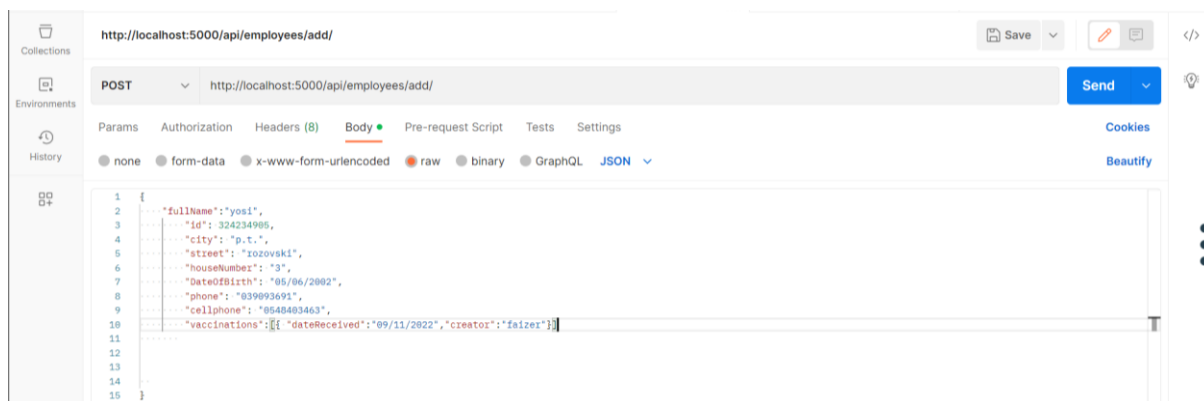 Collections
Environments
History
http://localhost:5000/api/employees/add/
Save
POST http://localhost:5000/api/employees/add/ Send
Params Authorization Headers (8) Body Pre-request Script Tests Settings Cookies
none form-data x-www-form-urlencoded raw binary GraphQL JSON Beautify
1 {
2 "fullName":"yosi",
3 "id": 324234905,
4 "city": "p.t.",
5 "street": "rozovski",
6 "houseNumber": "3",
7 "DateOfBirth": "05/06/2002",
8 "phone": "039093691",
9 "cellphone": "0548403463",
10 "vaccinations":[{ "dateReceived":"09/11/2022","creator":"faizer"}]
11
12
13
14
15 }